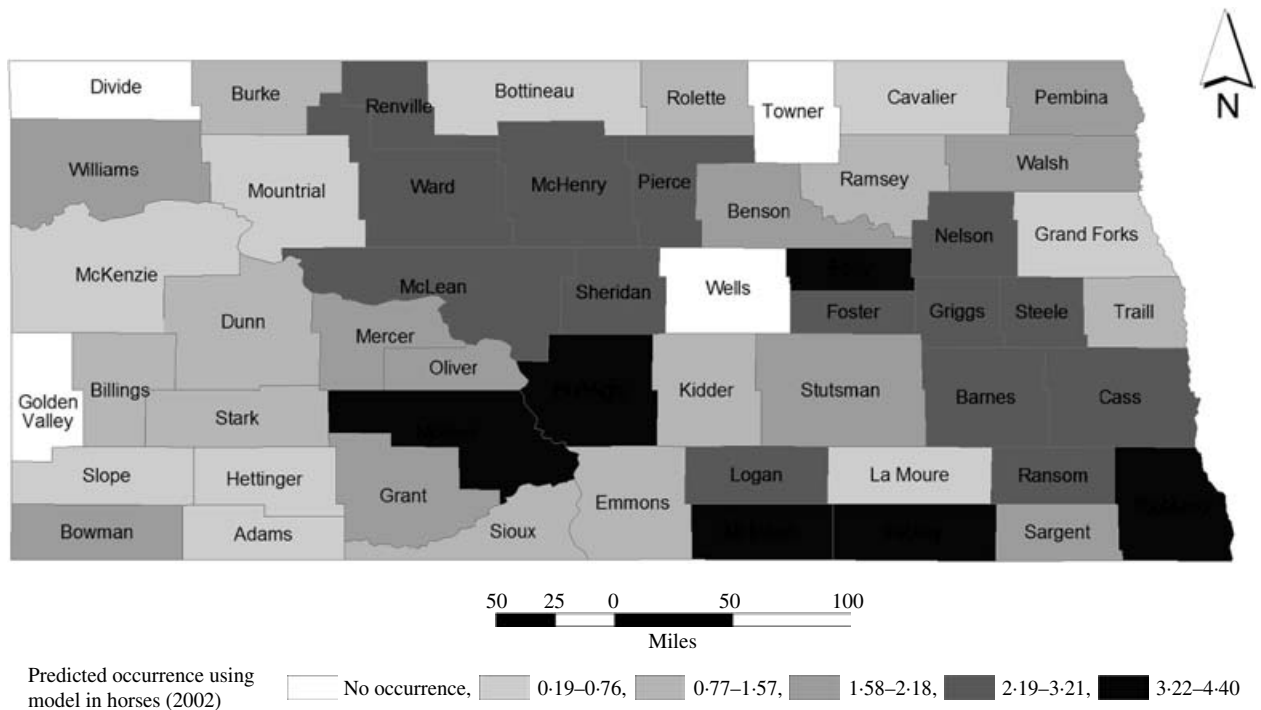 N
Divide
Burke
Renville
Bottineau
Rolette
Towner
Cavalier
Pembina
Williams
Mountrial
Ward
McHenry
Pierce
Benson
Ramsey
Walsh
Nelson
Grand Forks
McKenzie
Dunn
McLean
Sheridan
Wells
Foster
Griggs
Steele
Traill
Mercer
Oliver
Golden
Valley
Billings
Stark
Kidder
Stutsman
Barnes
Cass
Slope
Hettinger
Grant
Emmons
Logan
La Moure
Ransom
Bowman
Adams
Sioux
Sargent
50 25 0 50 100
Miles
Predicted occurrence using
model in horses (2002)
No occurrence, 0·19–0·76, 0·77–1·57, 1·58–2·18, 2·19–3·21, 3·22–4·40